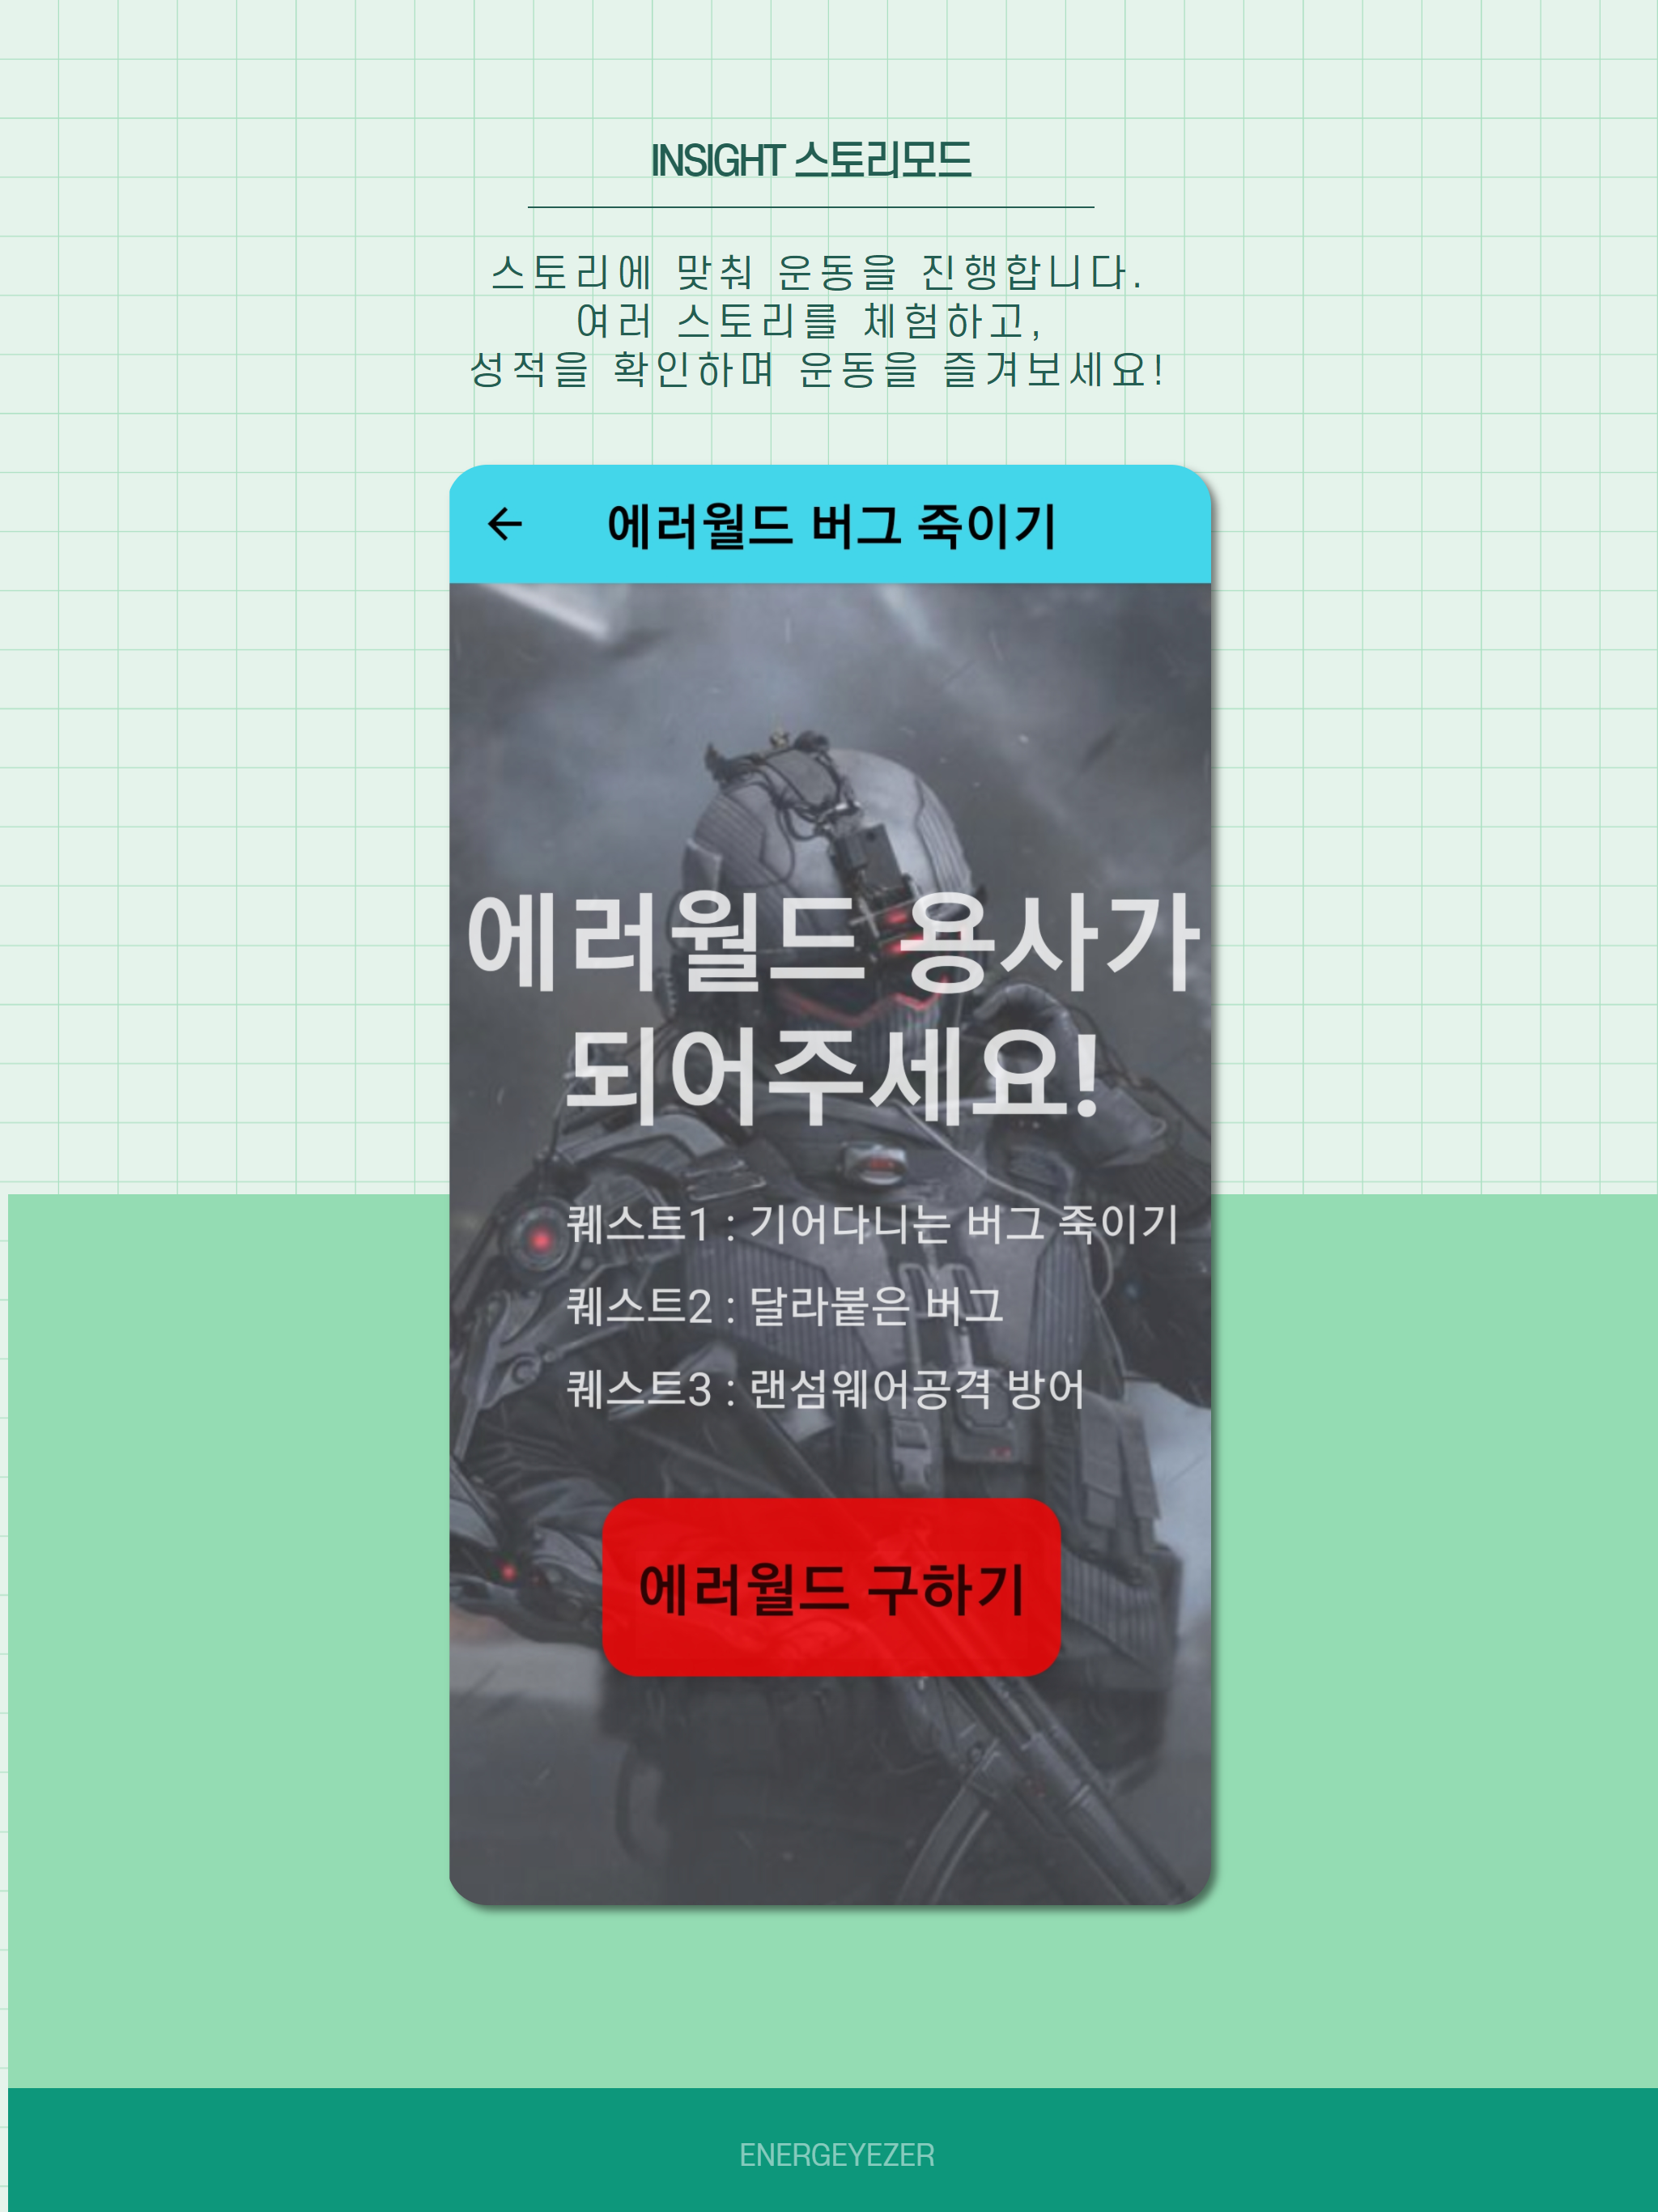 INSIGHT 스토리모드
스토리에 맞춰 운동을 진행합니다.
여러 스토리를 체험하고,
성적을 확인하며 운동을 즐겨보세요!
에러월드 버그 죽이기
에러월드 용사가
되어주세요!
퀘스트1 : 기어다니는 버그 죽이기
퀘스트2 : 달라붙은 버그
퀘스트3 : 랜섬웨어공격 방어
에러월드 구하기
ENERGEYEZER